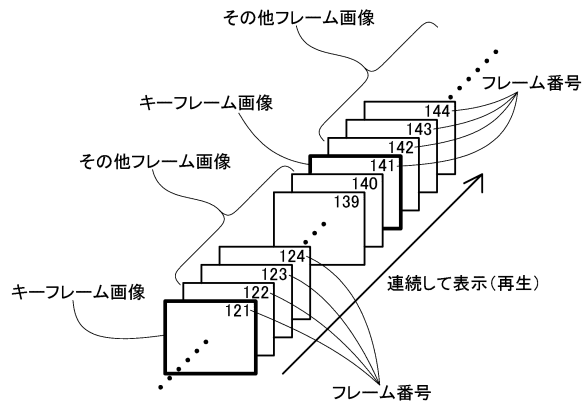 その他フレーム画像
フレーム番号
キーフレーム画像
144
143
142
141
その他フレーム画像
140
139
124
123
連続して表示(再生)
キーフレーム画像
122
121
フレーム番号